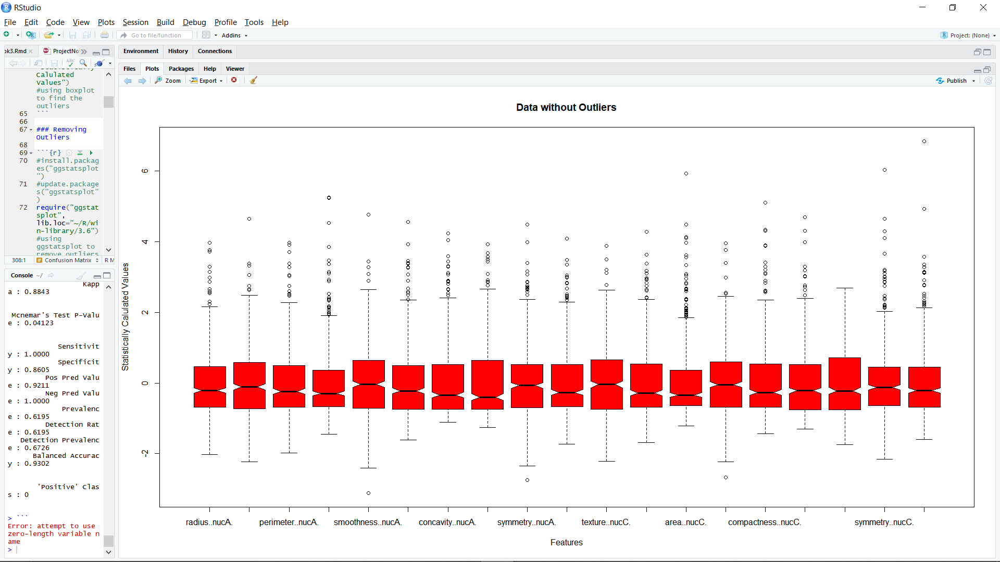 RStudio
File Edit Code View Plots Session Build Debug Profile Tools Help
Go to file/function Addins Project: (None)
ok3.Rmd ProjectNo
Calulated
Values")
#using boxplot
to find the
outliers
65 ```
66
67 ### Removing
Outliers
68
69 ```{r}
70 #install.packag
es("ggstatsplot
")
71 #update.package
s("ggstatsplot"
)
72 require("ggstat
splot",
lib.loc="~/R/wi
n-library/3.6")
#using
ggstatsplot to
remove outliers
308:1 # Confusion Matrix R M
Console ~/
Kapp
a : 0.8843
Mcnemar's Test P-Valu
e : 0.04123
Sensitivit
y : 1.0000
Specificit
y : 0.8605
Pos Pred Valu
e : 0.9211
Neg Pred Valu
e : 1.0000
Prevalenc
e : 0.6195
Detection Rat
e : 0.6195
Detection Prevalenc
e : 0.6726
Balanced Accurac
y : 0.9302
'Positive' Clas
s : 0
> ```
Error: attempt to use
zero-length variable n
ame
>
Environment History Connections
Files Plots Packages Help Viewer
Zoom Export Publish
Data without Outliers
Statistically Calulated Values
6
4
2
0
-2
radius..nucA. perimeter..nucA. smoothness..nucA. concavity..nucA. symmetry..nucA. texture..nucC. area..nucC. compactness..nucC. symmetry..nucC.
Features